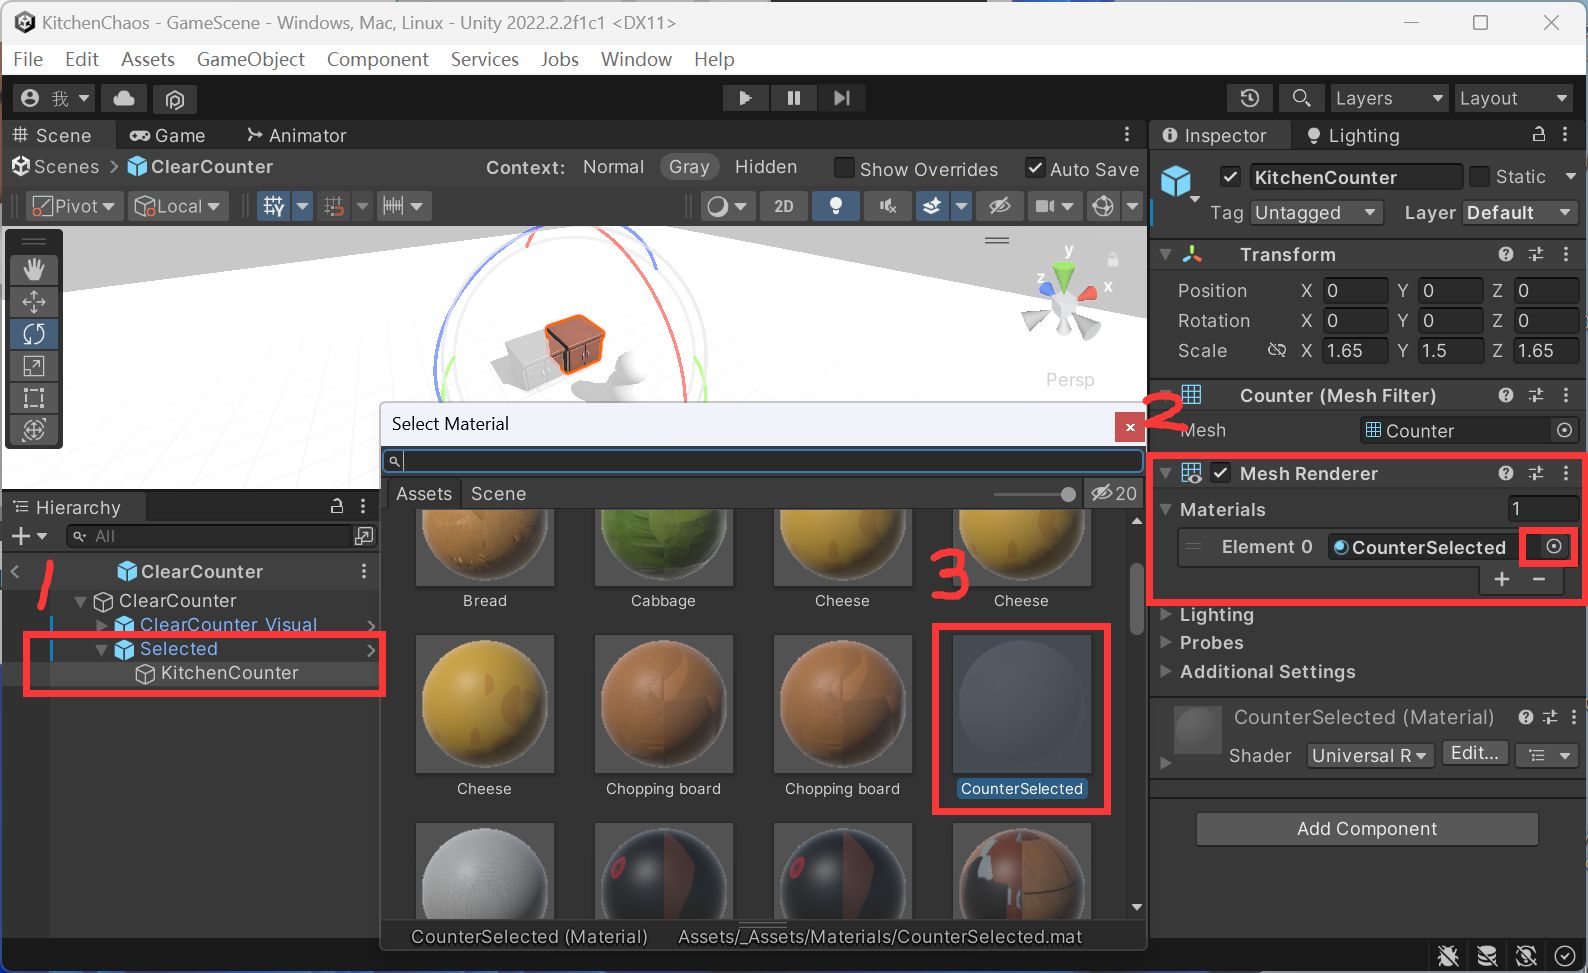 KitchenChaos - GameScene - Windows, Mac, Linux - Unity 2022.2.2f1c1 <DX11>
File Edit Assets GameObject Component Services Jobs Window Help
我 Layers Layout
Scene Game Animator
Scenes ClearCounter Context: Normal Gray Hidden Show Overrides Auto Save
Pivot Local 2D
y
z
x
Persp
Inspector Lighting
KitchenCounter Static
Tag Untagged Layer Default
Transform
Position X 0 Y 0 Z 0
Rotation X 0 Y 0 Z 0
Scale X 1.65 Y 1.5 Z 1.65
Counter (Mesh Filter)
2
Mesh Counter
Mesh Renderer
Materials 1
Element 0 CounterSelected
+ -
Lighting
Probes
Additional Settings
CounterSelected (Material)
Shader Universal R Edit...
Add Component
Hierarchy
All
1
ClearCounter
ClearCounter
ClearCounter_Visual
Selected
KitchenCounter
Select Material
Assets Scene 20
Bread Cabbage Cheese Cheese
3
Cheese Chopping board Chopping board CounterSelected
CounterSelected (Material) Assets/_Assets/Materials/CounterSelected.mat